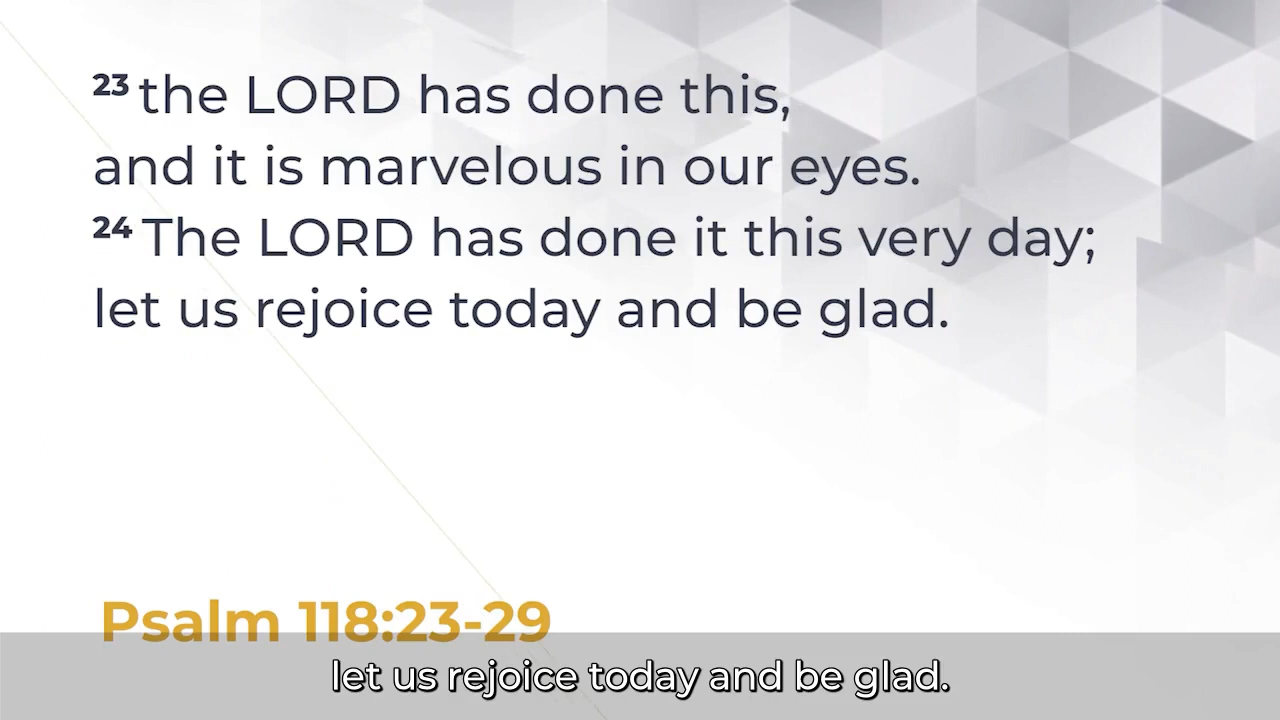 23 the LORD has done this,
and it is marvelous in our eyes.
24 The LORD has done it this very day;
let us rejoice today and be glad.
Psalm 118:23-29
let us rejoice today and be glad.